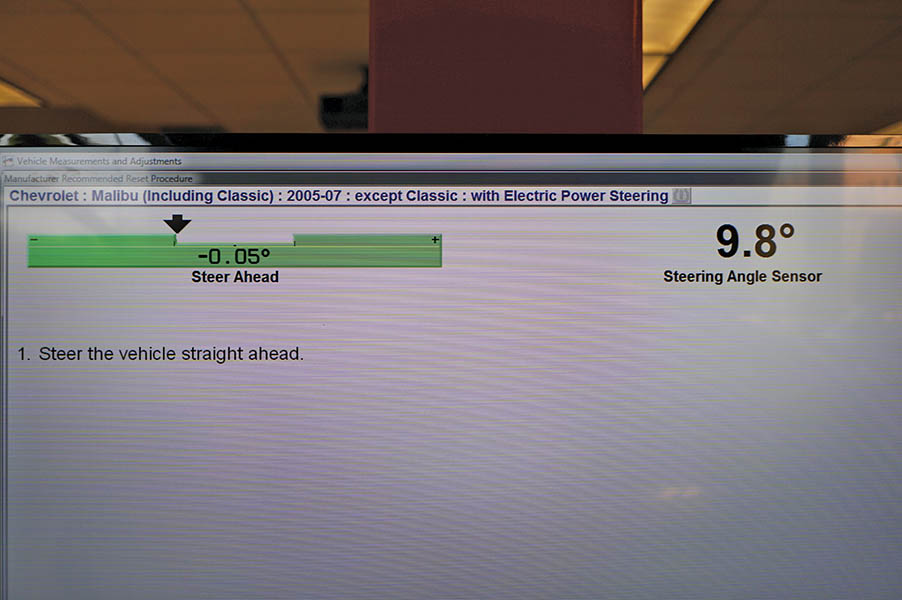 Vehicle Measurements and Adjustments
Manufacturer Recommended Reset Procedure
Chevrolet : Malibu (Including Classic) : 2005-07 : except Classic : with Electric Power Steering
- +
-0.05°
Steer Ahead
9.8°
Steering Angle Sensor
1. Steer the vehicle straight ahead.